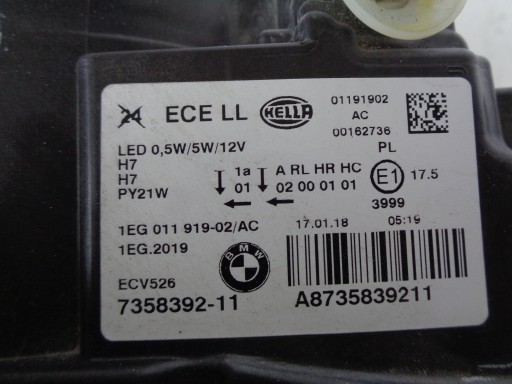 24 ECE LL HELLA 01191902
AC
00162736
LED 0,5W/5W/12V PL
H7 1a A RL HR HC
H7 01 02 00 01 01 E1 17.5
PY21W
3999
1EG 011 919-02/AC 17.01.18 05:19
1EG.2019
BMW
ECV526
7358392-11 A8735839211